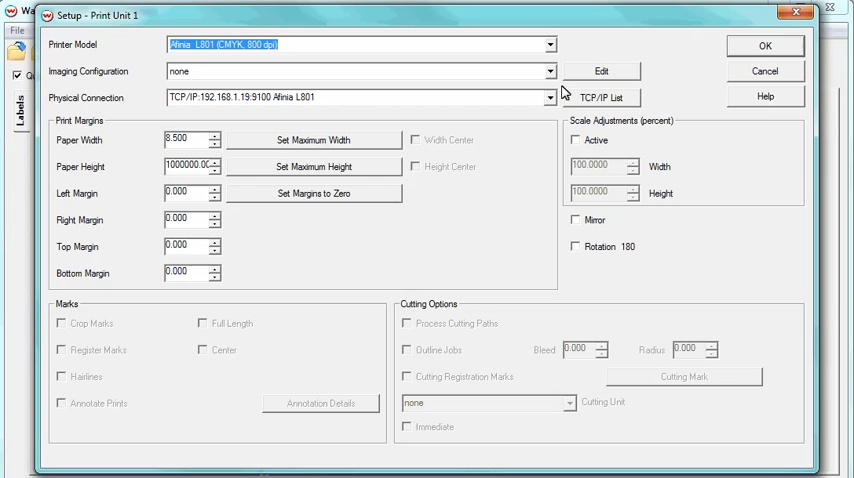 Wa
Setup - Print Unit 1
File
Qu
Labels
Printer Model
Afinia L801 (CMYK, 800 dpi)
OK
Imaging Configuration
none
Edit
Cancel
Physical Connection
TCP/IP:192.168.1.19:9100 Afinia L801
TCP/IP List
Help
Print Margins
Paper Width
8.500
Set Maximum Width
Width Center
Paper Height
1000000.00
Set Maximum Height
Height Center
Left Margin
0.000
Set Margins to Zero
Right Margin
0.000
Top Margin
0.000
Bottom Margin
0.000
Scale Adjustments (percent)
Active
100.0000
Width
100.0000
Height
Mirror
Rotation 180
Marks
Crop Marks
Full Length
Register Marks
Center
Hairlines
Annotate Prints
Annotation Details
Cutting Options
Process Cutting Paths
Outline Jobs
Bleed
0.000
Radius
0.000
Cutting Registration Marks
Cutting Mark
none
Cutting Unit
Immediate